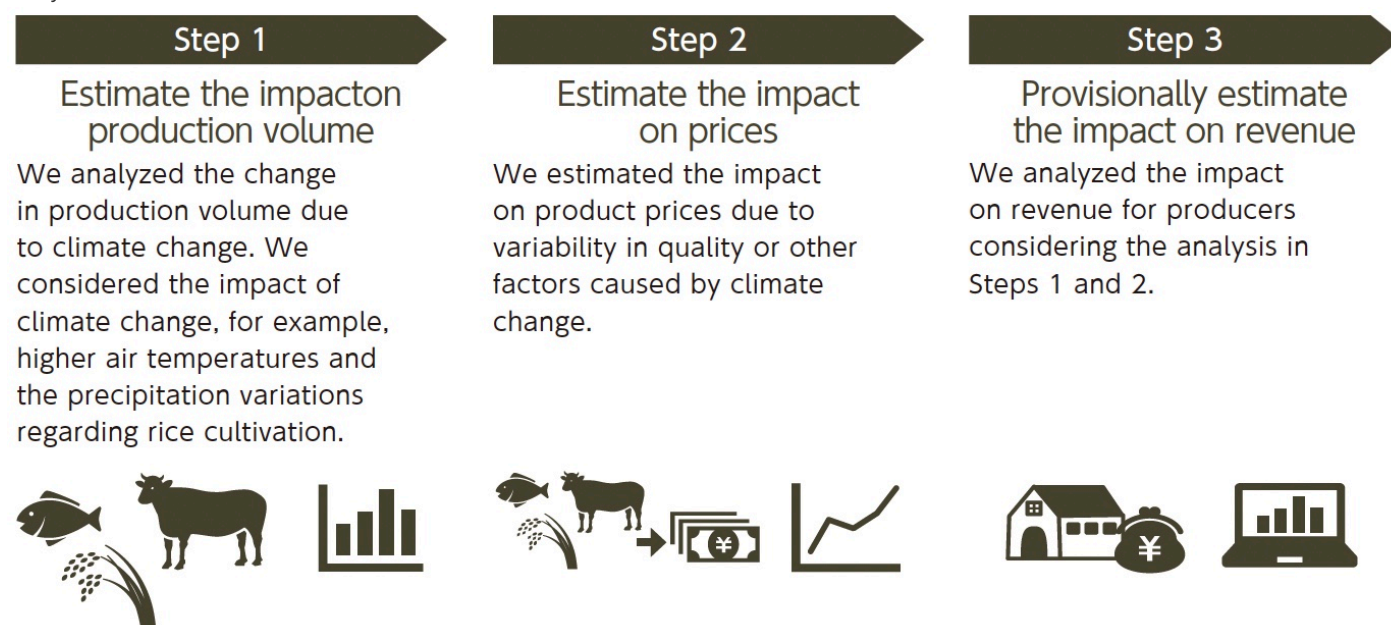 Step 1
Estimate the impacton
production volume
We analyzed the change
in production volume due
to climate change. We
considered the impact of
climate change, for example,
higher air temperatures and
the precipitation variations
regarding rice cultivation.
Step 2
Estimate the impact
on prices
We estimated the impact
on product prices due to
variability in quality or other
factors caused by climate
change.
¥
Step 3
Provisionally estimate
the impact on revenue
We analyzed the impact
on revenue for producers
considering the analysis in
Steps 1 and 2.
¥